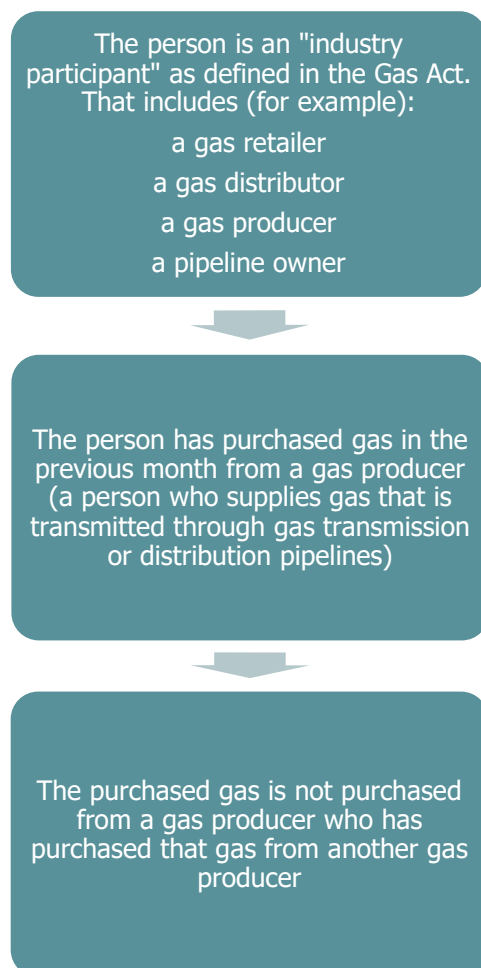 The person is an "industry
participant" as defined in the Gas Act.
That includes (for example):
a gas retailer
a gas distributor
a gas producer
a pipeline owner
The person has purchased gas in the
previous month from a gas producer
(a person who supplies gas that is
transmitted through gas transmission
or distribution pipelines)
The purchased gas is not purchased
from a gas producer who has
purchased that gas from another gas
producer